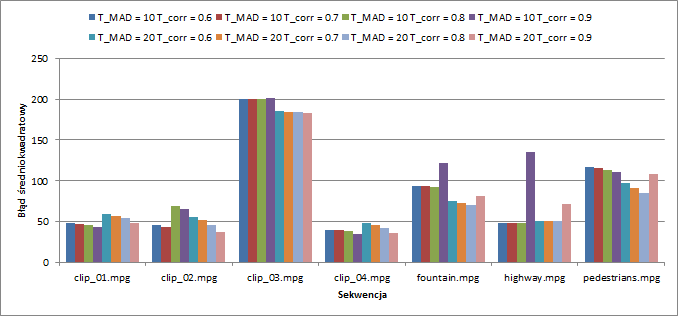 T_MAD = 10 T_corr = 0.6 T_MAD = 10 T_corr = 0.7 T_MAD = 10 T_corr = 0.8 T_MAD = 10 T_corr = 0.9
T_MAD = 20 T_corr = 0.6 T_MAD = 20 T_corr = 0.7 T_MAD = 20 T_corr = 0.8 T_MAD = 20 T_corr = 0.9
250
200
150
100
50
0
Błąd średniokwadratowy
clip_01.mpg clip_02.mpg clip_03.mpg clip_04.mpg fountain.mpg highway.mpg pedestrians.mpg
Sekwencja